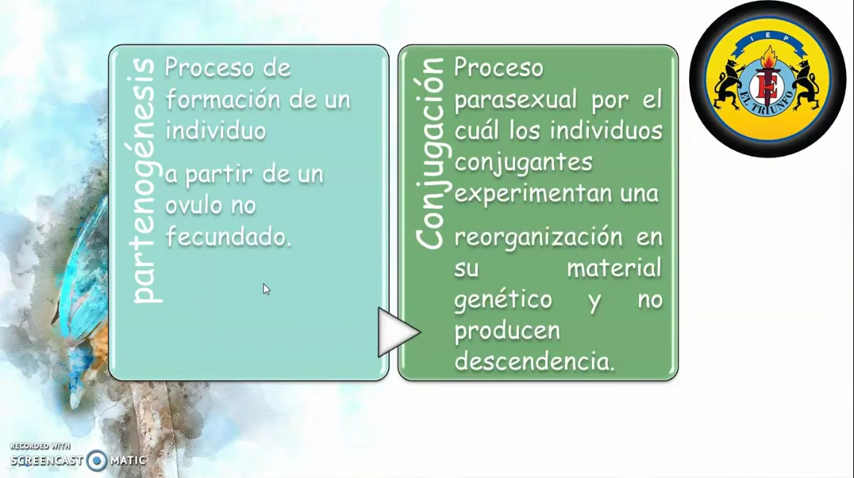 partenogénesis
Proceso de
formación de un
individuo
a partir de un
ovulo no
fecundado.
Conjugación
Proceso
parasexual por el
cuál los individuos
conjugantes
experimentan una
reorganización en
su material
genético y no
producen
descendencia.
I E P
EL TRIUNFO
RECORDED WITH
SCREENCAST MATIC